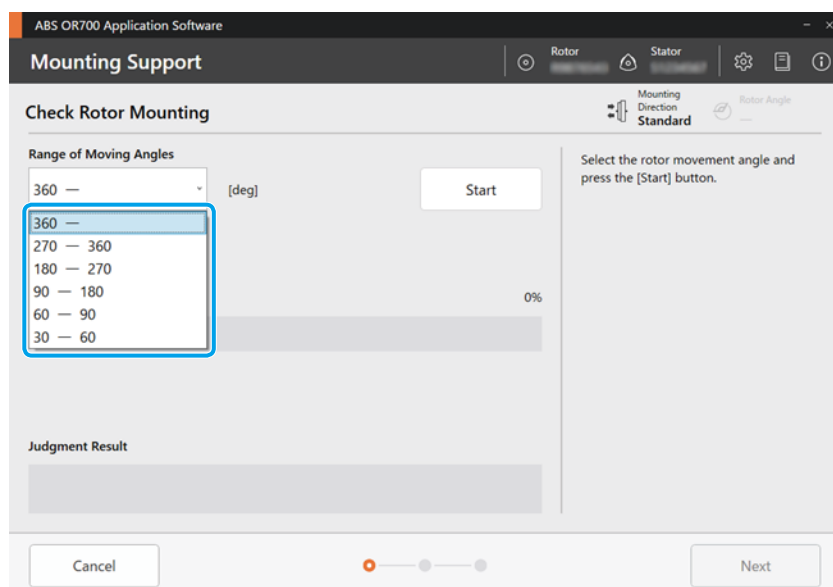 ABS OR700 Application Software
Mounting Support
Rotor
Stator
Check Rotor Mounting
Mounting
Direction
Standard
Rotor Angle
—
Range of Moving Angles
360 —
[deg]
Start
Select the rotor movement angle and
press the [Start] button.
360 —
270 — 360
180 — 270
90 — 180
60 — 90
30 — 60
0%
Judgment Result
Cancel
Next